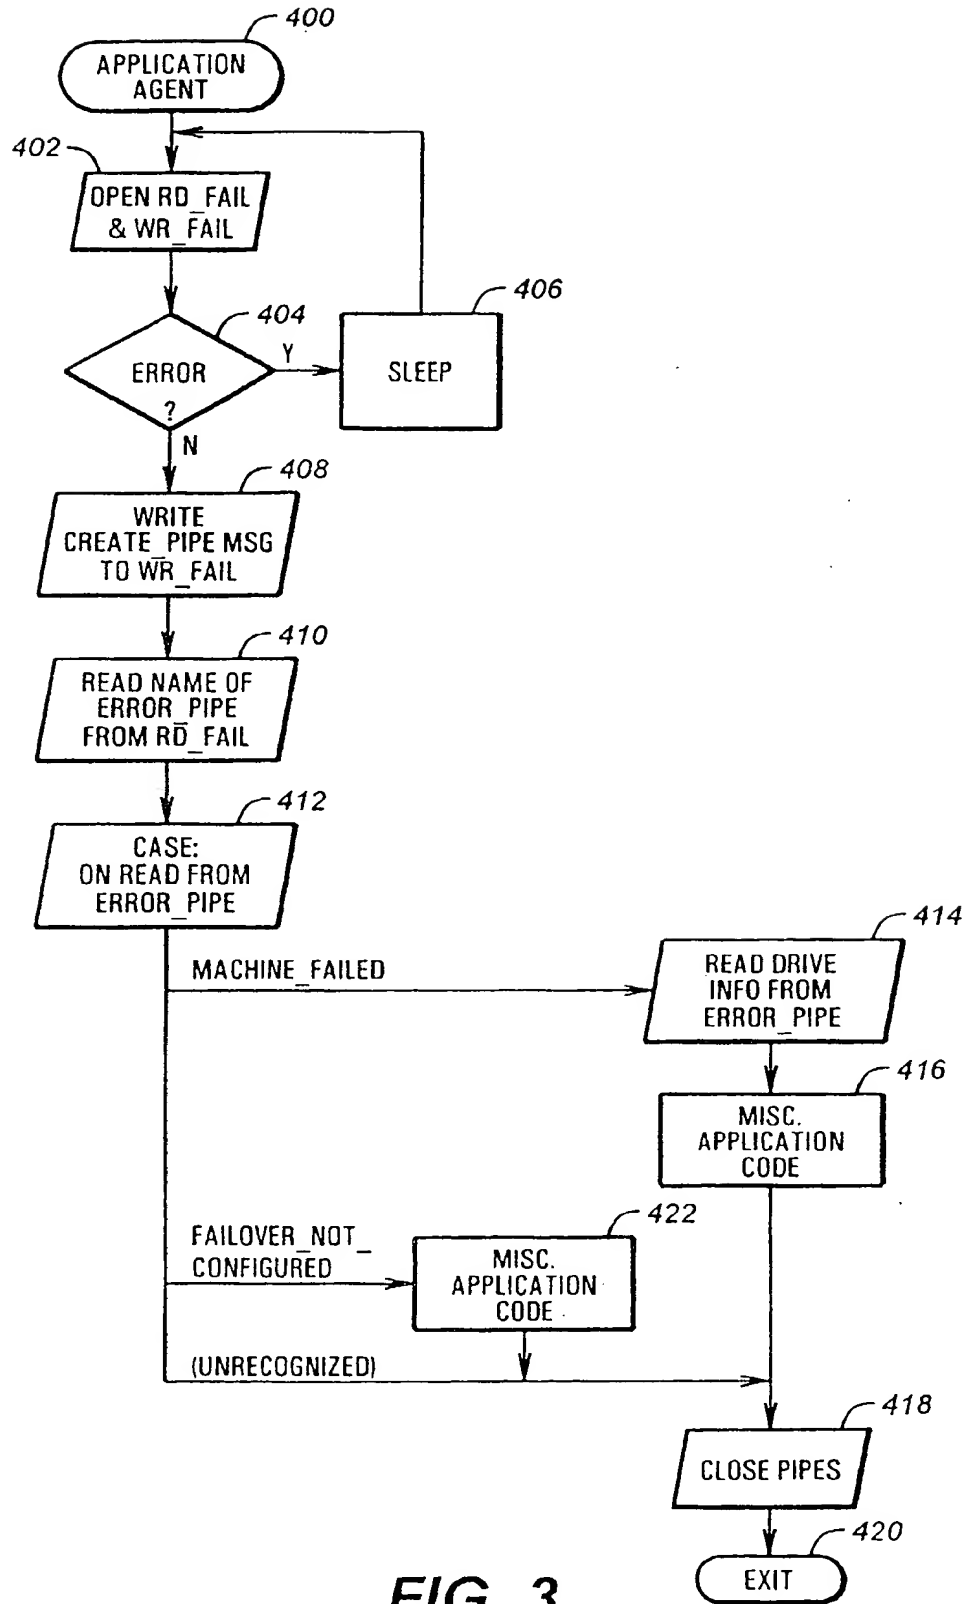 400
APPLICATION
AGENT
402
OPEN RD_FAIL
& WR_FAIL
404
ERROR
?
Y
N
406
SLEEP
408
WRITE
CREATE_PIPE MSG
TO WR_FAIL
410
READ NAME OF
ERROR_PIPE
FROM RD_FAIL
412
CASE:
ON READ FROM
ERROR_PIPE
MACHINE_FAILED
414
READ DRIVE
INFO FROM
ERROR_PIPE
416
MISC.
APPLICATION
CODE
FAILOVER_NOT_
CONFIGURED
422
MISC.
APPLICATION
CODE
(UNRECOGNIZED)
418
CLOSE PIPES
420
EXIT
FIG. 3